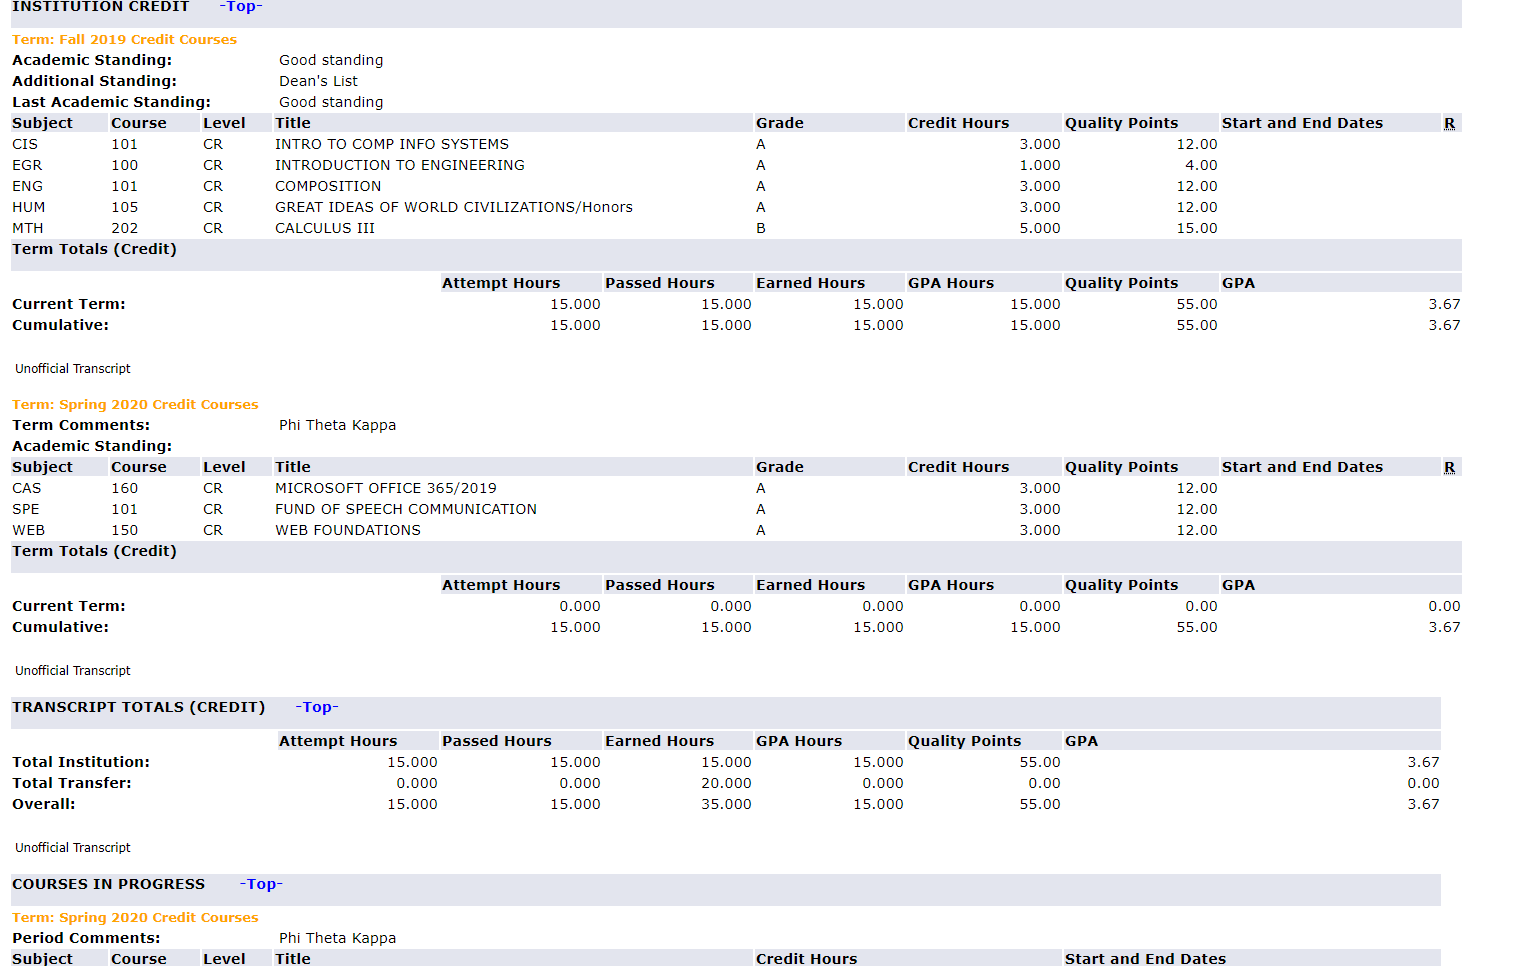 INSTITUTION CREDIT -Top-
Term: Fall 2019 Credit Courses
Academic Standing: Good standing
Additional Standing: Dean's List
Last Academic Standing: Good standing
Subject Course Level Title Grade Credit Hours Quality Points Start and End Dates R
CIS 101 CR INTRO TO COMP INFO SYSTEMS A 3.000 12.00
EGR 100 CR INTRODUCTION TO ENGINEERING A 1.000 4.00
ENG 101 CR COMPOSITION A 3.000 12.00
HUM 105 CR GREAT IDEAS OF WORLD CIVILIZATIONS/Honors A 3.000 12.00
MTH 202 CR CALCULUS III B 5.000 15.00
Term Totals (Credit)
Attempt Hours Passed Hours Earned Hours GPA Hours Quality Points GPA
Current Term: 15.000 15.000 15.000 15.000 55.00 3.67
Cumulative: 15.000 15.000 15.000 15.000 55.00 3.67
Unofficial Transcript
Term: Spring 2020 Credit Courses
Term Comments: Phi Theta Kappa
Academic Standing:
Subject Course Level Title Grade Credit Hours Quality Points Start and End Dates R
CAS 160 CR MICROSOFT OFFICE 365/2019 A 3.000 12.00
SPE 101 CR FUND OF SPEECH COMMUNICATION A 3.000 12.00
WEB 150 CR WEB FOUNDATIONS A 3.000 12.00
Term Totals (Credit)
Attempt Hours Passed Hours Earned Hours GPA Hours Quality Points GPA
Current Term: 0.000 0.000 0.000 0.000 0.00 0.00
Cumulative: 15.000 15.000 15.000 15.000 55.00 3.67
Unofficial Transcript
TRANSCRIPT TOTALS (CREDIT) -Top-
Attempt Hours Passed Hours Earned Hours GPA Hours Quality Points GPA
Total Institution: 15.000 15.000 15.000 15.000 55.00 3.67
Total Transfer: 0.000 0.000 20.000 0.000 0.00 0.00
Overall: 15.000 15.000 35.000 15.000 55.00 3.67
Unofficial Transcript
COURSES IN PROGRESS -Top-
Term: Spring 2020 Credit Courses
Period Comments: Phi Theta Kappa
Subject Course Level Title Credit Hours Start and End Dates